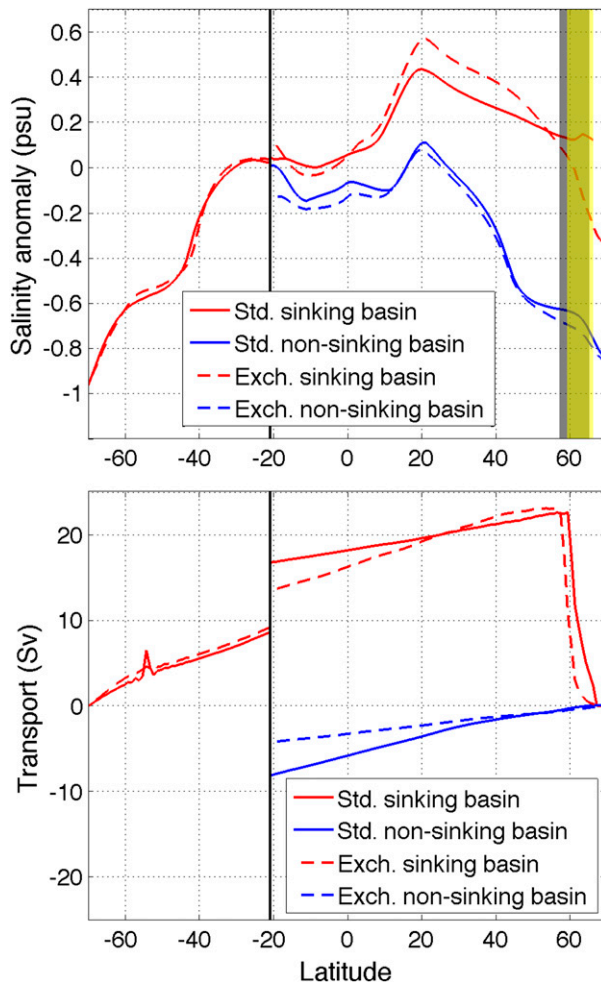 0.6
0.4
0.2
0
-0.2
-0.4
-0.6
-0.8
-1
Salinity anomaly (psu)
Std. sinking basin
Std. non-sinking basin
Exch. sinking basin
Exch. non-sinking basin
-60 -40 -20 0 20 40 60
20
10
0
-10
-20
Transport (Sv)
Std. sinking basin
Std. non-sinking basin
Exch. sinking basin
Exch. non-sinking basin
-60 -40 -20 0 20 40 60
Latitude